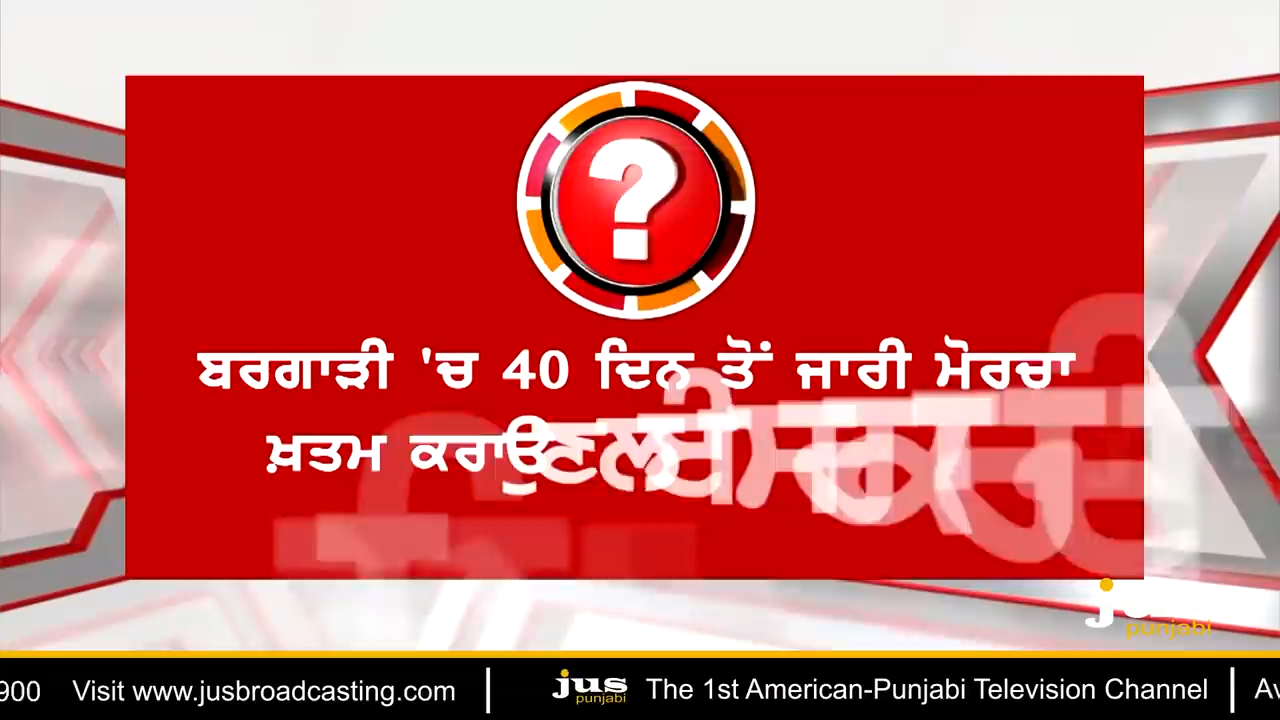 ?
ਬਰਗਾੜੀ 'ਚ 40 ਦਿਨ ਤੋਂ ਜਾਰੀ ਮੋਰਚਾ
ਖ਼ਤਮ ਕਰਾਉਣ ਲਈ
jus
punjabi
900 Visit www.jusbroadcasting.com | jus punjabi The 1st American-Punjabi Television Channel | Av